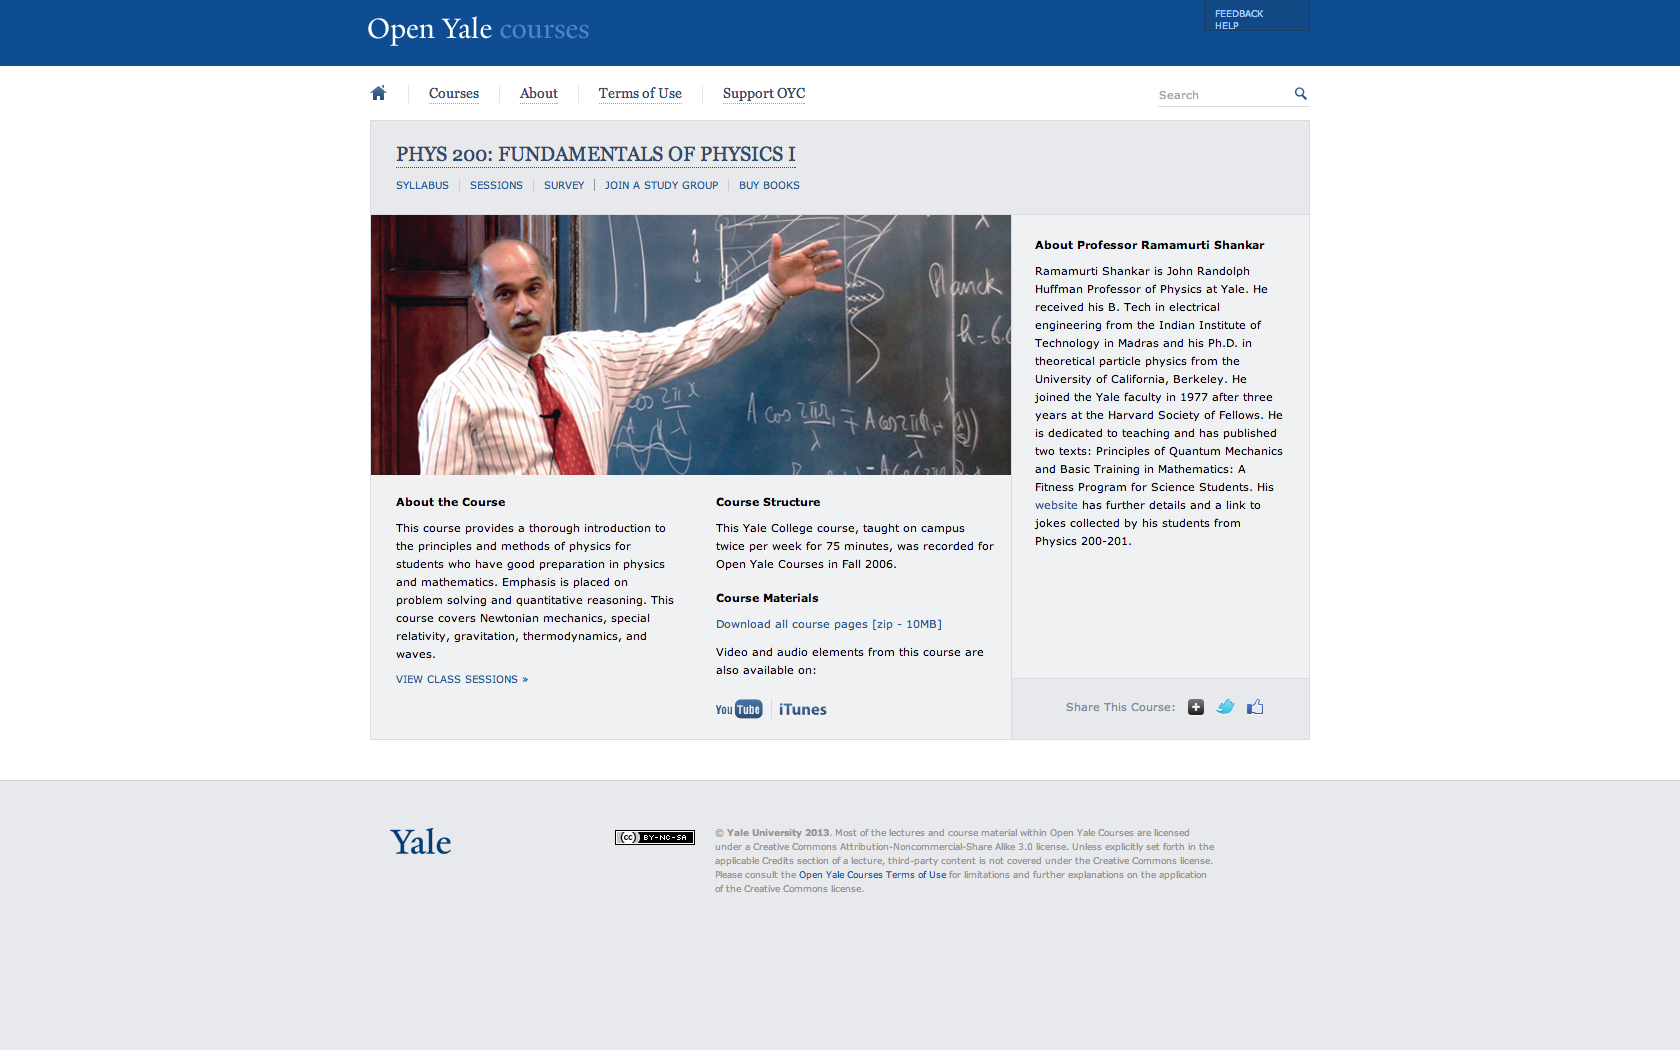 Open Yale courses
FEEDBACK
HELP
Courses
About
Terms of Use
Support OYC
Search
PHYS 200: FUNDAMENTALS OF PHYSICS I
SYLLABUS
SESSIONS
SURVEY
JOIN A STUDY GROUP
BUY BOOKS
Planck
h=6.
About the Course
This course provides a thorough introduction to
the principles and methods of physics for
students who have good preparation in physics
and mathematics. Emphasis is placed on
problem solving and quantitative reasoning. This
course covers Newtonian mechanics, special
relativity, gravitation, thermodynamics, and
waves.
VIEW CLASS SESSIONS »
Course Structure
This Yale College course, taught on campus
twice per week for 75 minutes, was recorded for
Open Yale Courses in Fall 2006.
Course Materials
Download all course pages [zip - 10MB]
Video and audio elements from this course are
also available on:
YouTube
iTunes
About Professor Ramamurti Shankar
Ramamurti Shankar is John Randolph
Huffman Professor of Physics at Yale. He
received his B. Tech in electrical
engineering from the Indian Institute of
Technology in Madras and his Ph.D. in
theoretical particle physics from the
University of California, Berkeley. He
joined the Yale faculty in 1977 after three
years at the Harvard Society of Fellows. He
is dedicated to teaching and has published
two texts: Principles of Quantum Mechanics
and Basic Training in Mathematics: A
Fitness Program for Science Students. His
website has further details and a link to
jokes collected by his students from
Physics 200-201.
Share This Course:
Yale
cc BY-NC-SA
© Yale University 2013. Most of the lectures and course material within Open Yale Courses are licensed
under a Creative Commons Attribution-Noncommercial-Share Alike 3.0 license. Unless explicitly set forth in the
applicable Credits section of a lecture, third-party content is not covered under the Creative Commons license.
Please consult the Open Yale Courses Terms of Use for limitations and further explanations on the application
of the Creative Commons license.